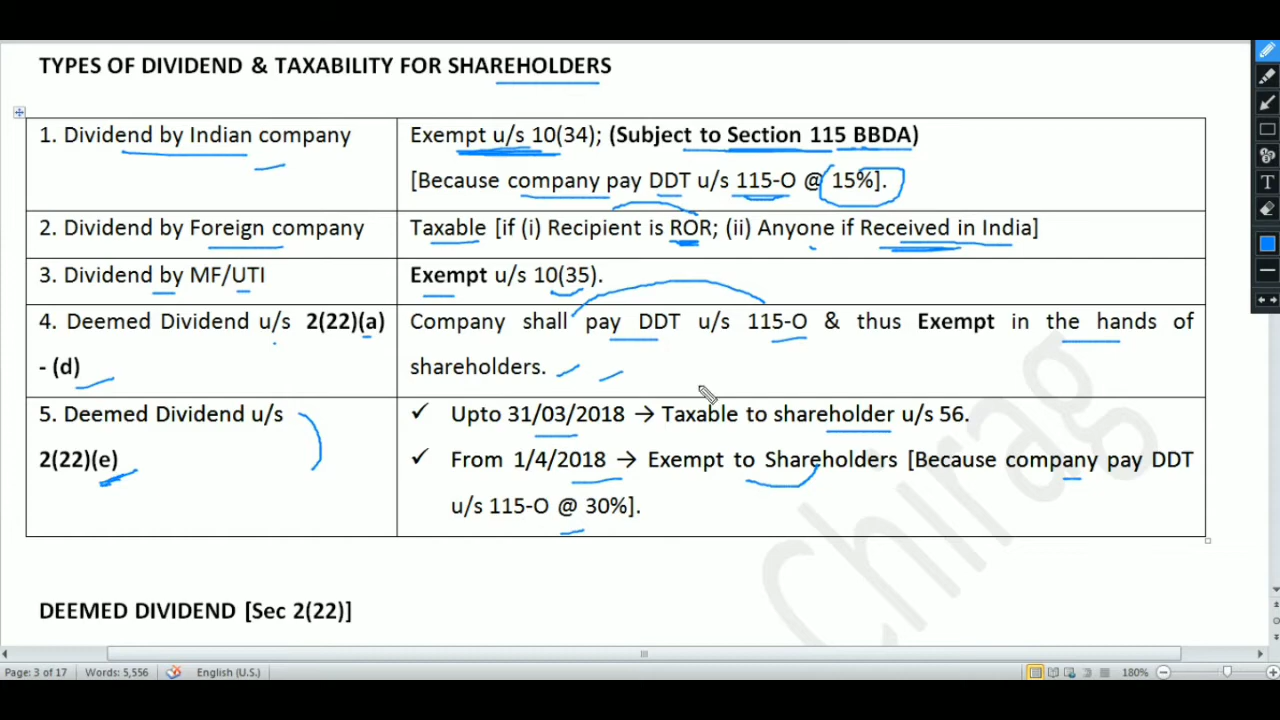 TYPES OF DIVIDEND & TAXABILITY FOR SHAREHOLDERS
1. Dividend by Indian company
Exempt u/s 10(34); (Subject to Section 115 BBDA)
[Because company pay DDT u/s 115-O @ 15%].
2. Dividend by Foreign company
Taxable [if (i) Recipient is ROR; (ii) Anyone if Received in India]
3. Dividend by MF/UTI
Exempt u/s 10(35).
4. Deemed Dividend u/s 2(22)(a)
- (d)
Company shall pay DDT u/s 115-O & thus Exempt in the hands of
shareholders.
5. Deemed Dividend u/s
2(22)(e)
✓ Upto 31/03/2018 → Taxable to shareholder u/s 56.
✓ From 1/4/2018 → Exempt to Shareholders [Because company pay DDT
u/s 115-O @ 30%].
Chirag
DEEMED DIVIDEND [Sec 2(22)]
Page: 3 of 17 Words: 5,556 English (U.S.) 180%
T